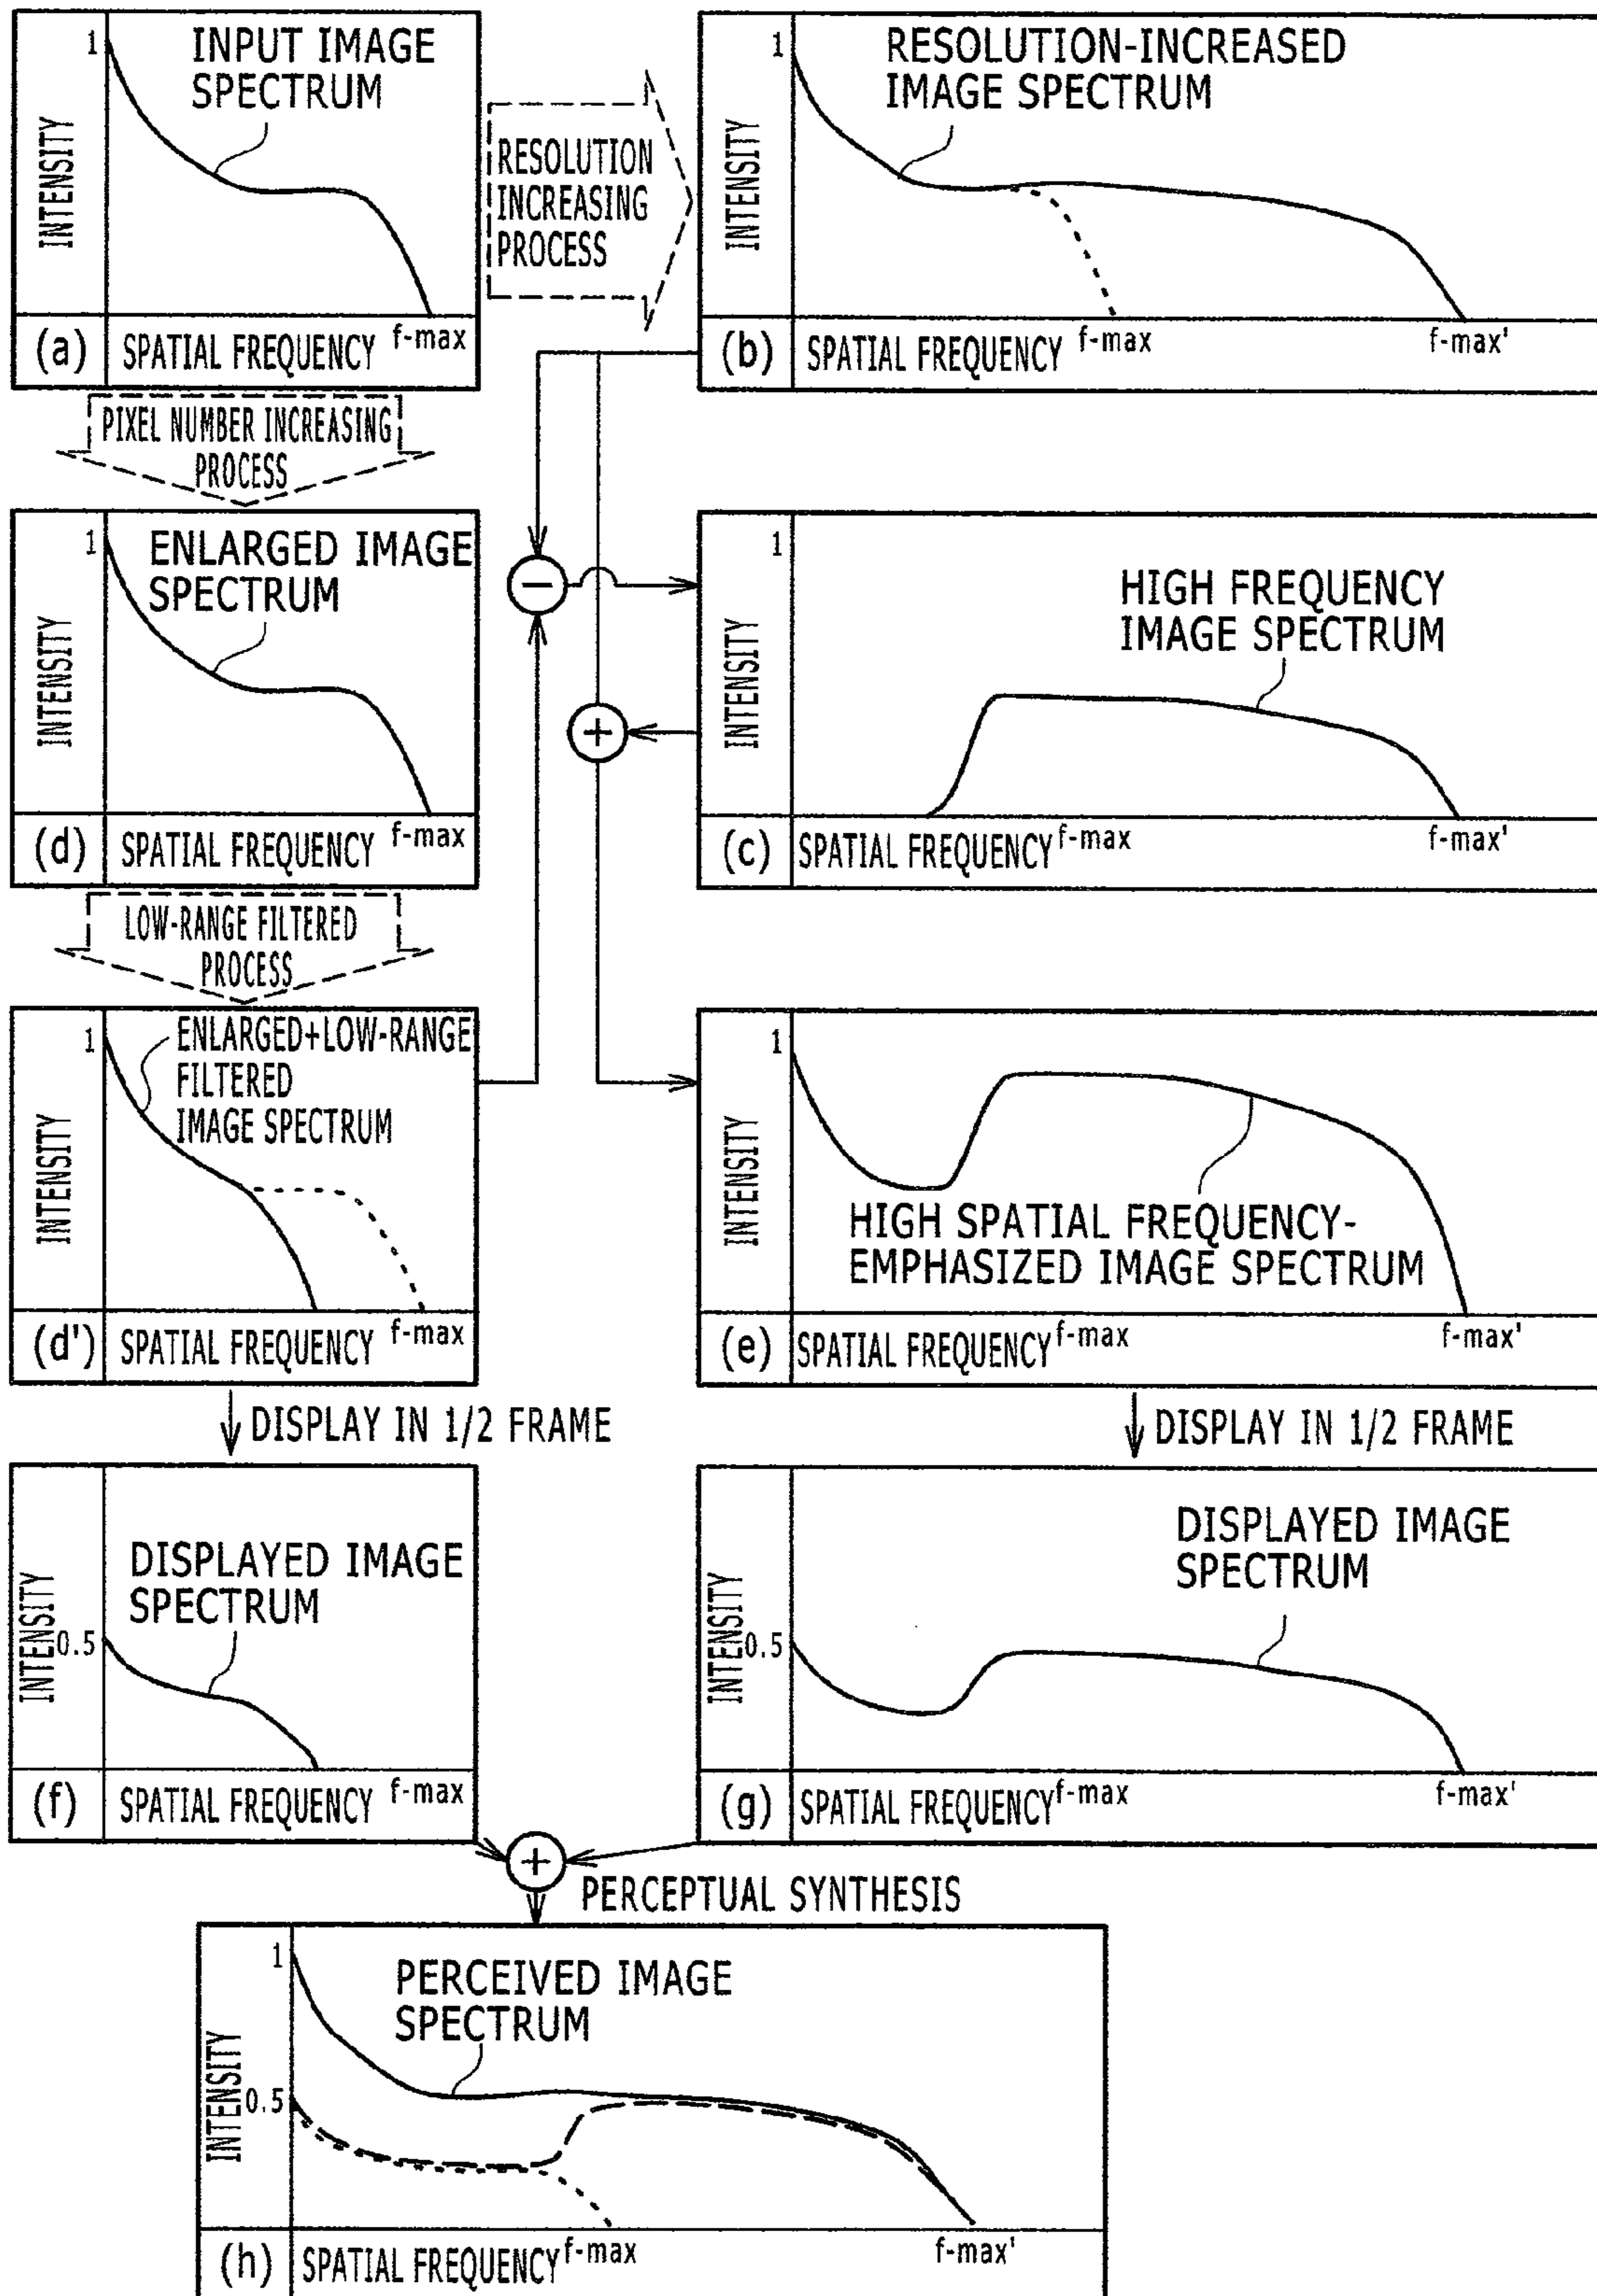 1
INPUT IMAGE
SPECTRUM
INTENSITY
(a)
SPATIAL FREQUENCY
f-max
RESOLUTION
INCREASING
PROCESS
1
RESOLUTION-INCREASED
IMAGE SPECTRUM
INTENSITY
(b)
SPATIAL FREQUENCY
f-max
f-max'
PIXEL NUMBER INCREASING
PROCESS
1
ENLARGED IMAGE
SPECTRUM
INTENSITY
(d)
SPATIAL FREQUENCY
f-max
−
+
1
HIGH FREQUENCY
IMAGE SPECTRUM
INTENSITY
(c)
SPATIAL FREQUENCY
f-max
f-max'
LOW-RANGE FILTERED
PROCESS
1
ENLARGED+LOW-RANGE
FILTERED
IMAGE SPECTRUM
INTENSITY
(d')
SPATIAL FREQUENCY
f-max
1
INTENSITY
HIGH SPATIAL FREQUENCY-
EMPHASIZED IMAGE SPECTRUM
(e)
SPATIAL FREQUENCY
f-max
f-max'
DISPLAY IN 1/2 FRAME
DISPLAY IN 1/2 FRAME
DISPLAYED IMAGE
SPECTRUM
INTENSITY
0.5
(f)
SPATIAL FREQUENCY
f-max
DISPLAYED IMAGE
SPECTRUM
INTENSITY
0.5
(g)
SPATIAL FREQUENCY
f-max
f-max'
+
PERCEPTUAL SYNTHESIS
1
PERCEIVED IMAGE
SPECTRUM
INTENSITY
0.5
(h)
SPATIAL FREQUENCY
f-max
f-max'